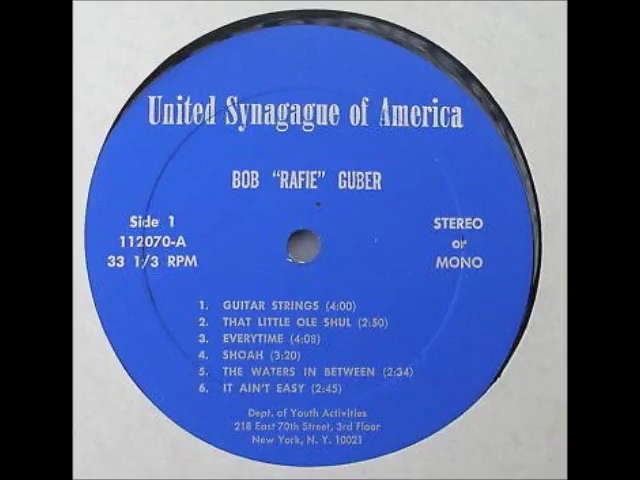 United Synagague of America
BOB "RAFIE" GUBER
Side 1
112070-A
33 1/3 RPM
STEREO
or
MONO
1. GUITAR STRINGS (4:00)
2. THAT LITTLE OLE SHUL (2:50)
3. EVERYTIME (4:08)
4. SHOAH (3:20)
5. THE WATERS IN BETWEEN (2:34)
6. IT AIN'T EASY (2:45)
Dept. of Youth Activities
218 East 70th Street, 3rd Floor
New York, N. Y. 10021